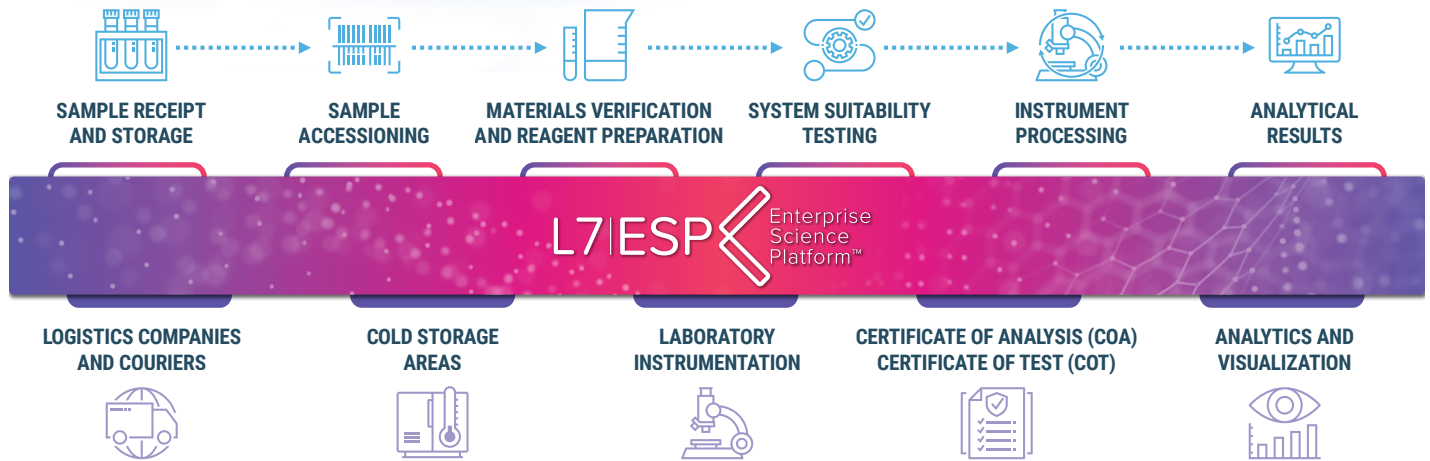 SAMPLE RECEIPT
AND STORAGE
SAMPLE
ACCESSIONING
MATERIALS VERIFICATION
AND REAGENT PREPARATION
SYSTEM SUITABILITY
TESTING
INSTRUMENT
PROCESSING
ANALYTICAL
RESULTS
L7|ESP
Enterprise
Science
Platform™
LOGISTICS COMPANIES
AND COURIERS
COLD STORAGE
AREAS
LABORATORY
INSTRUMENTATION
CERTIFICATE OF ANALYSIS (COA)
CERTIFICATE OF TEST (COT)
ANALYTICS AND
VISUALIZATION